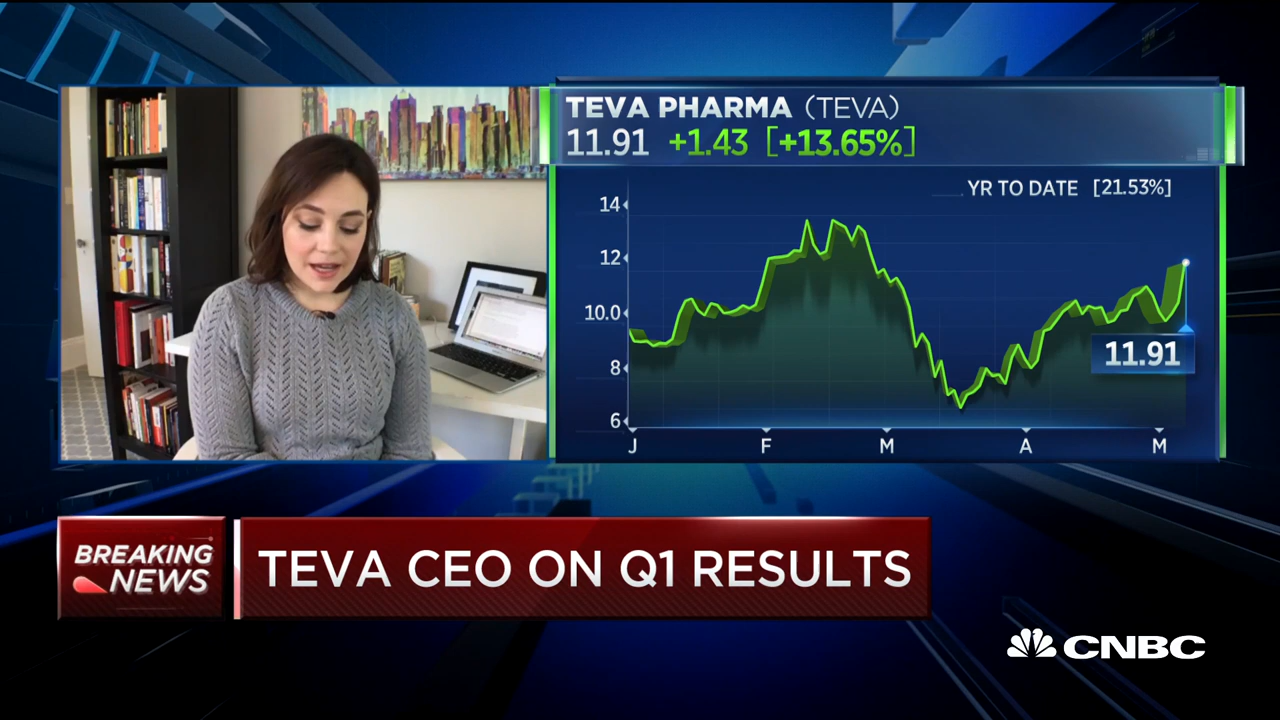 TEVA PHARMA (TEVA)
11.91 +1.43 [+13.65%]
YR TO DATE [21.53%]
14
12
10.0
8
6
11.91
J F M A M
BREAKING
NEWS
TEVA CEO ON Q1 RESULTS
CNBC